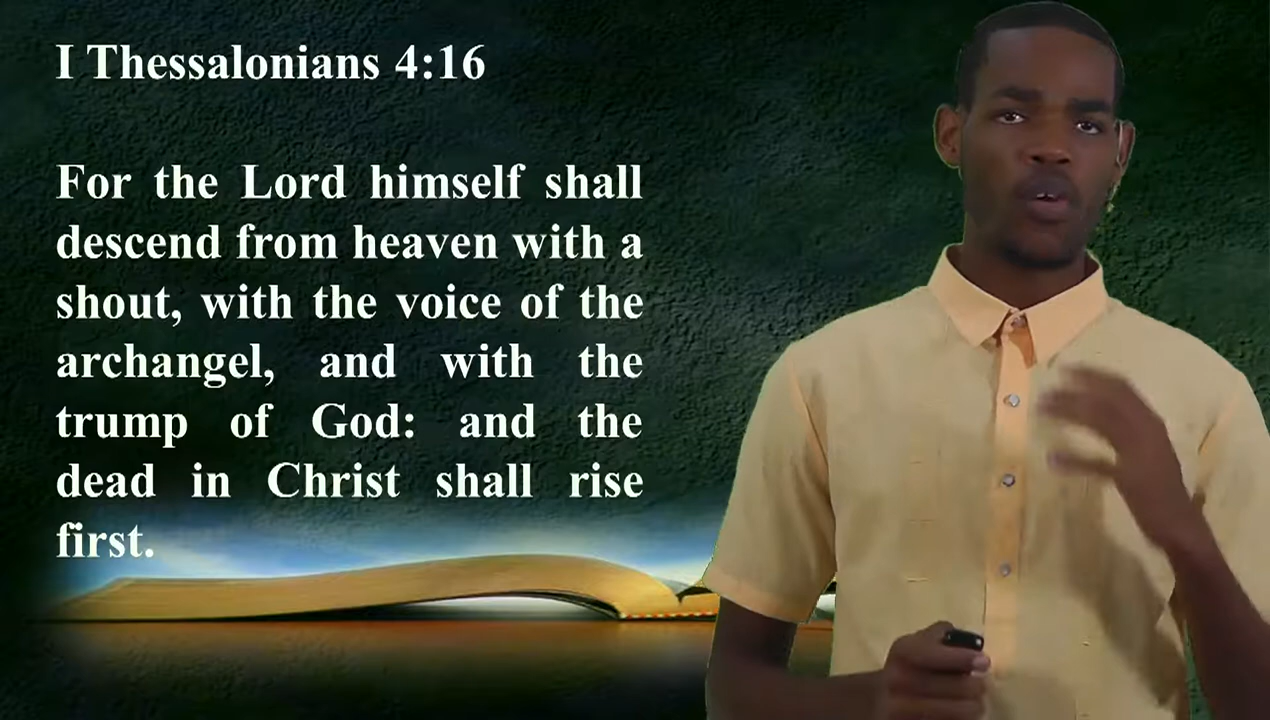 I Thessalonians 4:16
For the Lord himself shall
descend from heaven with a
shout, with the voice of the
archangel, and with the
trump of God: and the
dead in Christ shall rise
first.